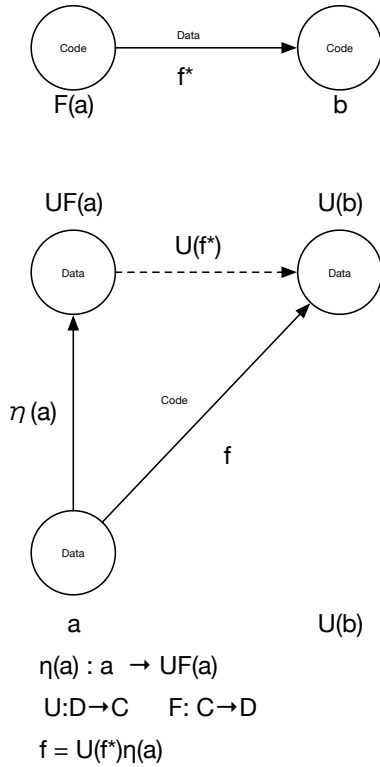 Data
Code Code
f*
F(a) b
UF(a) U(b)
U(f*)
Data Data
η(a)
Code
f
Data
a U(b)
η(a) : a → UF(a)
U:D→C F: C→D
f = U(f*)η(a)